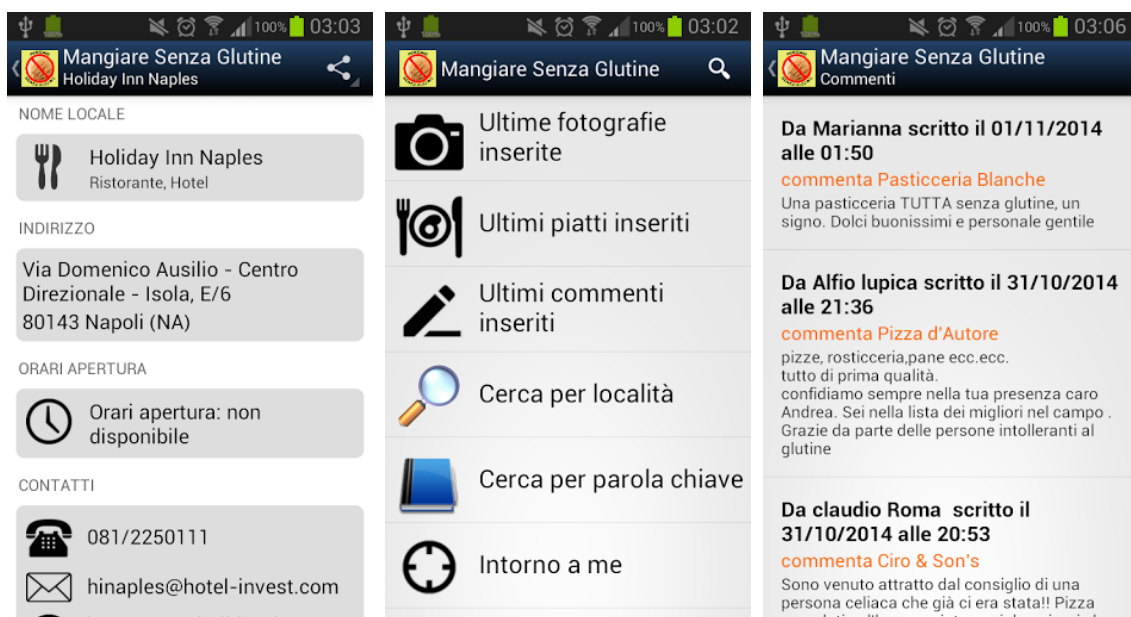 100% 03:03
Mangiare Senza Glutine
Holiday Inn Naples
NOME LOCALE
Holiday Inn Naples
Ristorante, Hotel
INDIRIZZO
Via Domenico Ausilio - Centro
Direzionale - Isola, E/6
80143 Napoli (NA)
ORARI APERTURA
Orari apertura: non
disponibile
CONTATTI
081/2250111
hinaples@hotel-invest.com
100% 03:02
Mangiare Senza Glutine
Ultime fotografie
inserite
Ultimi piatti inseriti
Ultimi commenti
inseriti
Cerca per località
Cerca per parola chiave
Intorno a me
100% 03:06
Mangiare Senza Glutine
Commenti
Da Marianna scritto il 01/11/2014
alle 01:50
commenta Pasticceria Blanche
Una pasticceria TUTTA senza glutine, un
signo. Dolci buonissimi e personale gentile
Da Alfio lupica scritto il 31/10/2014
alle 21:36
commenta Pizza d'Autore
pizze, rosticceria,pane ecc.ecc.
tutto di prima qualità.
confidiamo sempre nella tua presenza caro
Andrea. Sei nella lista dei migliori nel campo .
Grazie da parte delle persone intolleranti al
glutine
Da claudio Roma  scritto il
31/10/2014 alle 20:53
commenta Ciro & Son's
Sono venuto attratto dal consiglio di una
persona celiaca che già ci era stata!! Pizza